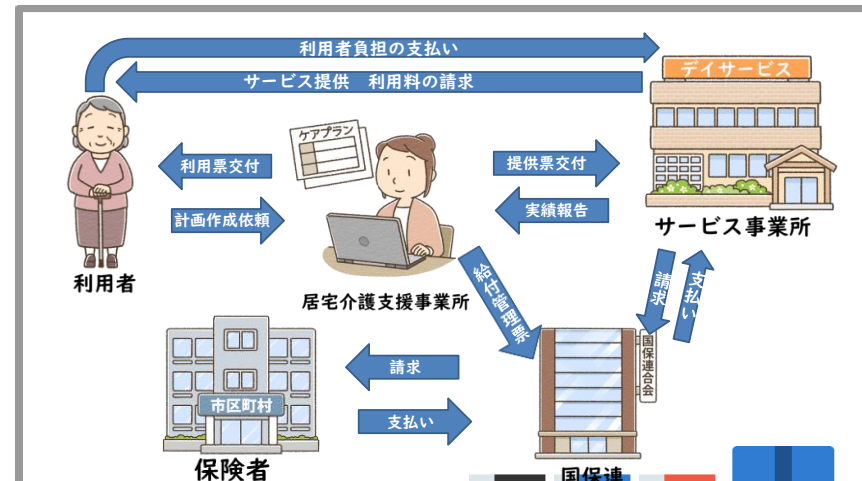 利用者負担の支払い
サービス提供　利用料の請求
デイサービス
ケアプラン
利用票交付
提供票交付
計画作成依頼
実績報告
サービス事業所
利用者
居宅介護支援事業所
給付管理票
請求
支払い
国保連合会
請求
市区町村
支払い
保険者
国保連